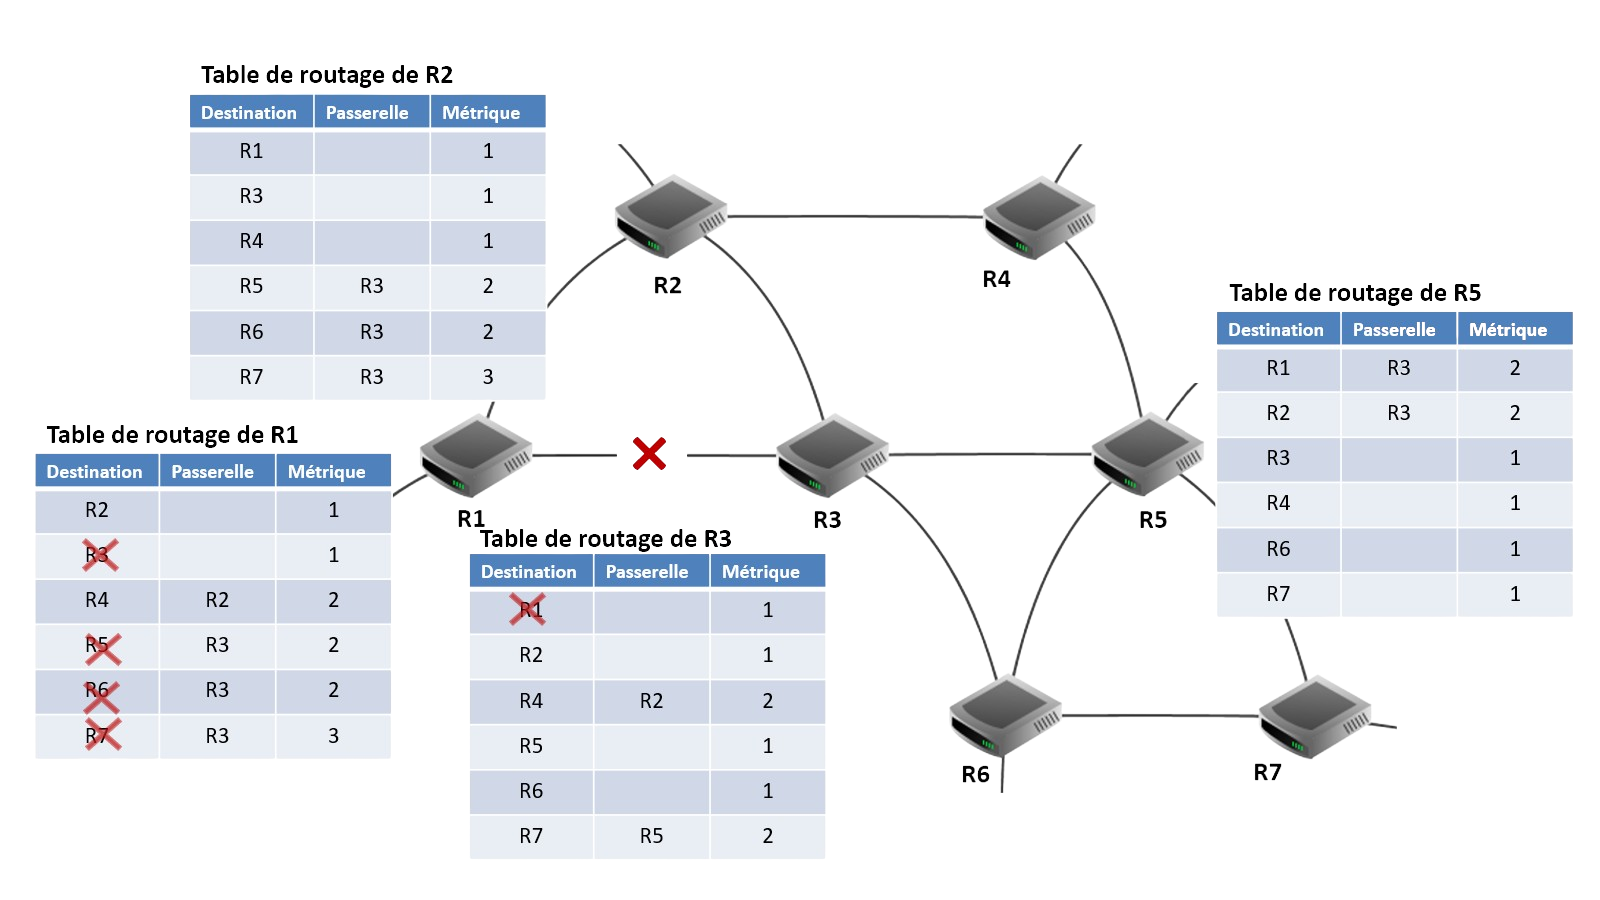 Table de routage de R2
Destination Passerelle Métrique
R1 1
R3 1
R4 1
R5 R3 2
R6 R3 2
R7 R3 3
R2
R4
Table de routage de R5
Destination Passerelle Métrique
R1 R3 2
R2 R3 2
R3 1
R4 1
R6 1
R7 1
Table de routage de R1
Destination Passerelle Métrique
R2 1
R3 1
R4 R2 2
R5 R3 2
R6 R3 2
R7 R3 3
R1
R3
R5
Table de routage de R3
Destination Passerelle Métrique
R1 1
R2 1
R4 R2 2
R5 1
R6 1
R7 R5 2
R6
R7